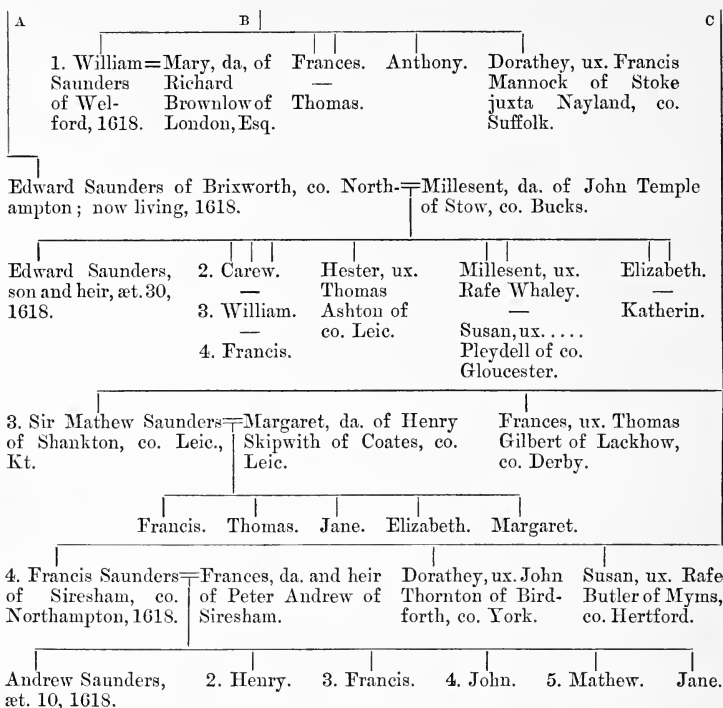 A B C
1. William=Mary, da, of Frances. Anthony. Dorathey, ux. Francis
Saunders Richard — Mannock of Stoke
of Wel- Brownlow of Thomas. juxta Nayland, co.
ford, 1618. London, Esq. Suffolk.
Edward Saunders of Brixworth, co. North-=Millesent, da. of John Temple
ampton; now living, 1618. of Stow, co. Bucks.
Edward Saunders, 2. Carew. Hester, ux. Millesent, ux. Elizabeth.
son and heir, æt. 30, — Thomas Rafe Whaley. —
1618. 3. William. Ashton of — Katherin.
— co. Leic. Susan, ux.....
4. Francis. Pleydell of co.
Gloucester.
3. Sir Mathew Saunders=Margaret, da. of Henry Frances, ux. Thomas
of Shankton, co. Leic., Skipwith of Coates, co. Gilbert of Lackhow,
Kt. Leic. co. Derby.
Francis. Thomas. Jane. Elizabeth. Margaret.
4. Francis Saunders=Frances, da. and heir Dorathey, ux. John Susan, ux. Rafe
of Siresham, co. of Peter Andrew of Thornton of Bird- Butler of Myms,
Northampton, 1618. Siresham. forth, co. York. co. Hertford.
Andrew Saunders, 2. Henry. 3. Francis. 4. John. 5. Mathew. Jane.
æt. 10, 1618.